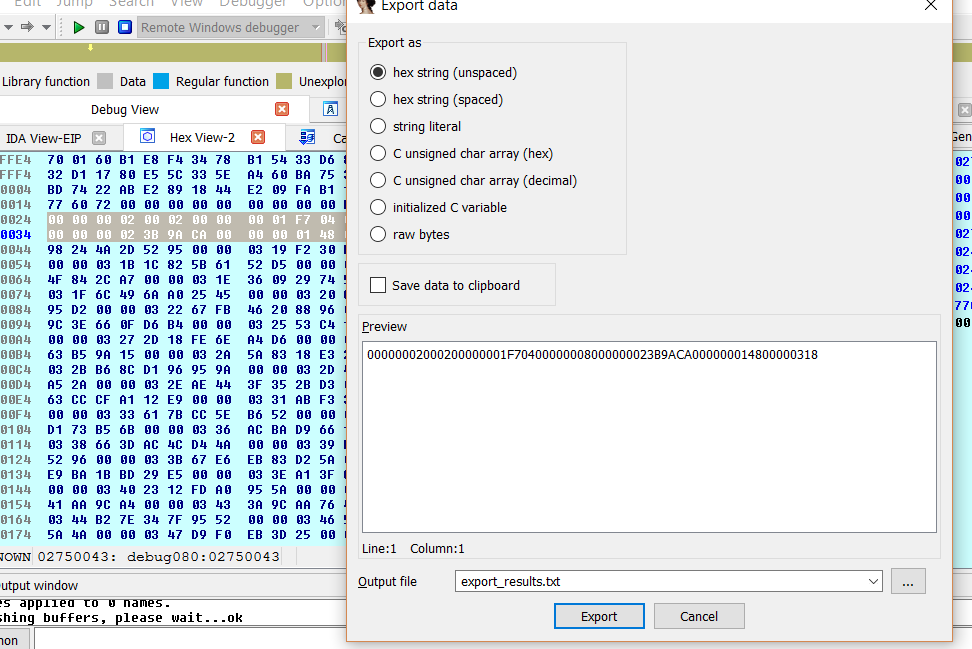 Edit Jump Search View Debugger Option
Remote Windows debugger
Library function Data Regular function Unexplo
Debug View
IDA View-EIP Hex View-2
FFE4 70 01 60 B1 E8 F4 34 78 B1 54 33 D6
FFF4 32 D1 17 80 E5 5C 33 5E A4 60 BA 75
0004 BD 74 22 AB E2 89 18 44 E2 09 FA B1
0014 77 60 72 00 00 00 00 00 00 00 00 00
0024 00 00 00 02 00 02 00 00 00 01 F7 04
0034 00 00 00 02 3B 9A CA 00 00 00 01 48
0044 98 24 4A 2D 52 95 00 00 03 19 F2 30
0054 00 00 03 1B 1C 82 5B 61 52 D5 00 00
0064 4F 84 2C A7 00 00 03 1E 36 09 29 74
0074 03 1F 6C 49 6A A0 25 45 00 00 03 20
0084 95 D2 00 00 03 22 67 FB 46 20 88 96
0094 9C 3E 66 0F D6 B4 00 00 03 25 53 C4
00A4 00 00 03 27 2D 18 FE 6E A4 D6 00 00
00B4 63 B5 9A 15 00 00 03 2A 5A 83 18 E3
00C4 03 2B B6 8C D1 96 95 9A 00 00 03 2D
00D4 A5 2A 00 00 03 2E AE 44 3F 35 2B D3
00E4 63 CC CF A1 12 E9 00 00 03 31 AB F3
00F4 00 00 03 33 61 7B CC 5E B6 52 00 00
0104 D1 73 B5 6B 00 00 03 36 AC BA D9 66
0114 03 38 66 3D AC 4C D4 4A 00 00 03 39
0124 52 96 00 00 03 3B 67 E6 EB 83 D2 5A
0134 E9 BA 1B BD 29 E5 00 00 03 3E A1 3F
0144 00 00 03 40 23 12 FD A0 95 5A 00 00
0154 41 AA 9C A4 00 00 03 43 3A 9C AA 76
0164 03 44 B2 7E 34 7F 95 52 00 00 03 46
0174 5A 4A 00 00 03 47 D9 F0 EB 3D 25 00
NOWN 02750043: debug080:02750043
utput window
es applied to 0 names.
shing buffers, please wait...ok
hon
Export data
Export as
hex string (unspaced)
hex string (spaced)
string literal
C unsigned char array (hex)
C unsigned char array (decimal)
initialized C variable
raw bytes
Save data to clipboard
Preview
00000002000200000001F7040000008000000023B9ACA000000014800000318
Line:1 Column:1
Output file export_results.txt ...
Export Cancel